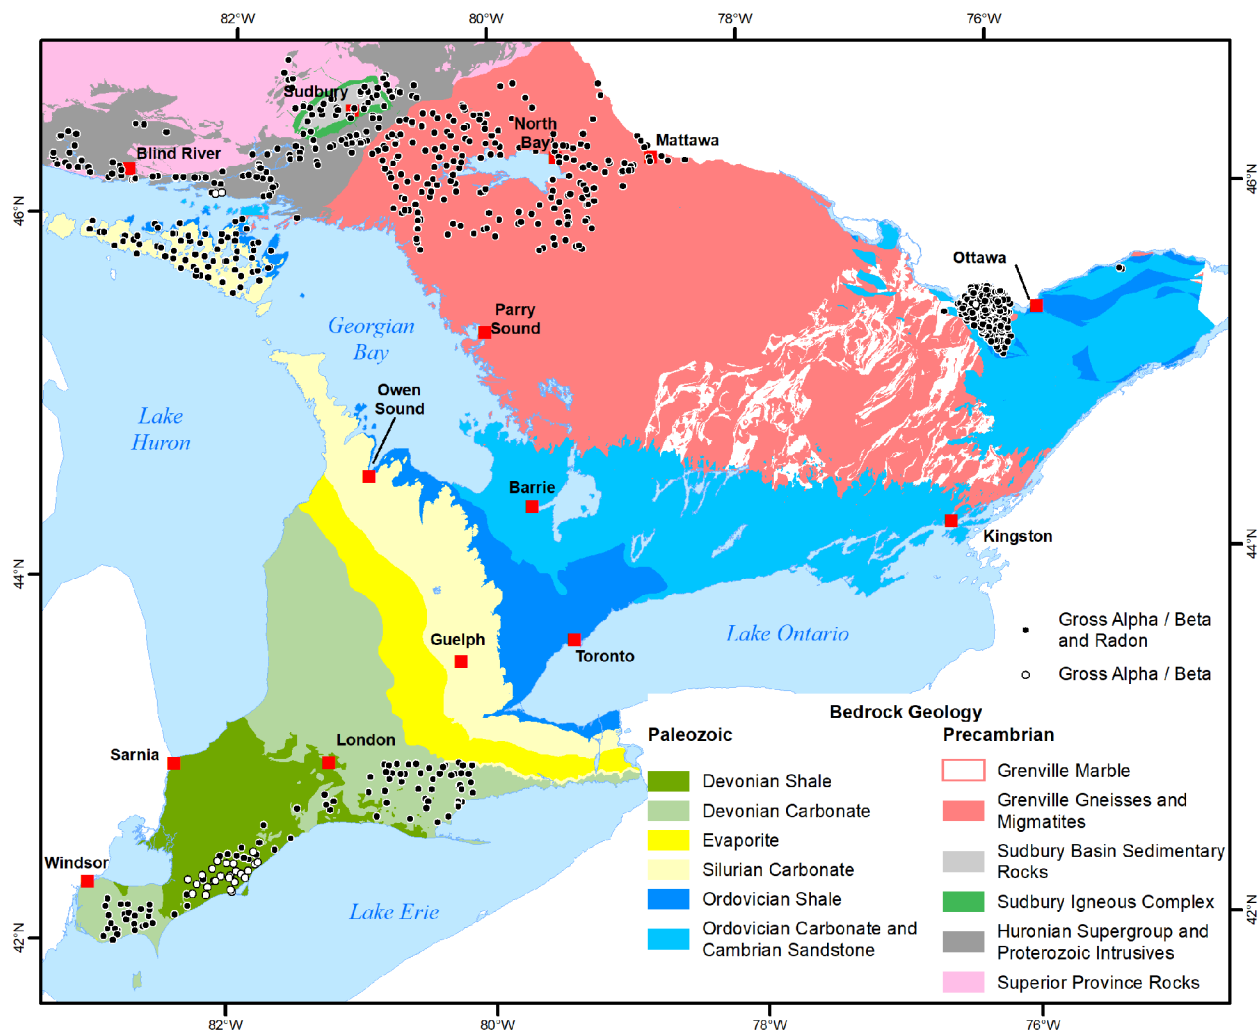 82°W
80°W
78°W
76°W
Sudbury
North
Bay
Mattawa
Blind River
48°N
46°N
Ottawa
Parry
Sound
Georgian
Bay
Owen
Sound
Lake
Huron
Barrie
Kingston
44°N
44°N
Guelph
Toronto
Lake Ontario
Gross Alpha / Beta
and Radon
Gross Alpha / Beta
Bedrock Geology
Paleozoic
Devonian Shale
Devonian Carbonate
Evaporite
Silurian Carbonate
Ordovician Shale
Ordovician Carbonate and
Cambrian Sandstone
Precambrian
Grenville Marble
Grenville Gneisses and
Migmatites
Sudbury Basin Sedimentary
Rocks
Sudbury Igneous Complex
Huronian Supergroup and
Proterozoic Intrusives
Superior Province Rocks
Sarnia
London
Windsor
Lake Erie
42°N
42°N
82°W
80°W
78°W
76°W